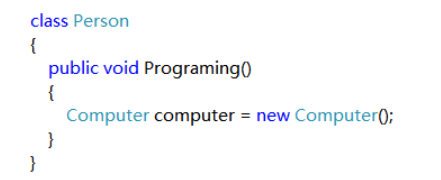 class Person
{
public void Programing()
{
Computer computer = new Computer();
}
}